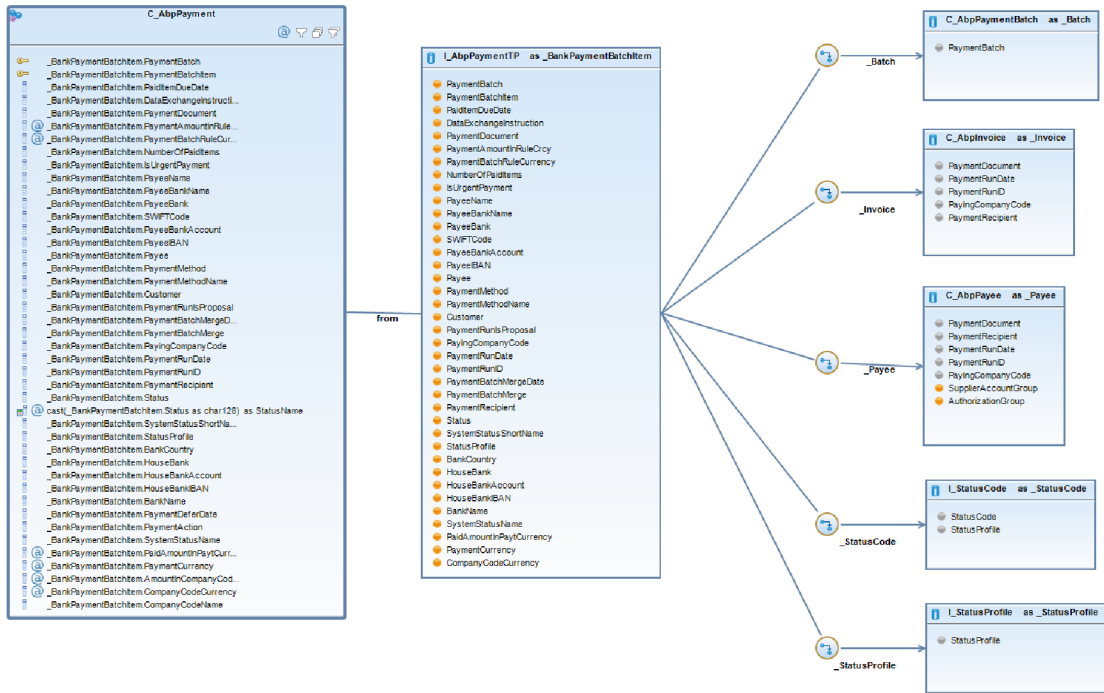 C_AbpPayment
_BankPaymentBatchItem.PaymentBatch
_BankPaymentBatchItem.PaymentBatchItem
_BankPaymentBatchItem.PaidItemDueDate
_BankPaymentBatchItem.DataExchangeInstructi...
_BankPaymentBatchItem.PaymentDocument
_BankPaymentBatchItem.PaymentAmountInRule...
_BankPaymentBatchItem.PaymentBatchRuleCur...
_BankPaymentBatchItem.NumberOfPaidItems
_BankPaymentBatchItem.IsUrgentPayment
_BankPaymentBatchItem.PayeeName
_BankPaymentBatchItem.PayeeBankName
_BankPaymentBatchItem.PayeeBank
_BankPaymentBatchItem.SWIFTCode
_BankPaymentBatchItem.PayeeBankAccount
_BankPaymentBatchItem.PayeeIBAN
_BankPaymentBatchItem.Payee
_BankPaymentBatchItem.PaymentMethod
_BankPaymentBatchItem.PaymentMethodName
_BankPaymentBatchItem.Customer
_BankPaymentBatchItem.PaymentRunIsProposal
_BankPaymentBatchItem.PaymentBatchMergeD...
_BankPaymentBatchItem.PaymentBatchMerge
_BankPaymentBatchItem.PayingCompanyCode
_BankPaymentBatchItem.PaymentRunDate
_BankPaymentBatchItem.PaymentRunID
_BankPaymentBatchItem.PaymentRecipient
_BankPaymentBatchItem.Status
cast(_BankPaymentBatchItem.Status as char128) as StatusName
_BankPaymentBatchItem.SystemStatusShortNa...
_BankPaymentBatchItem.StatusProfile
_BankPaymentBatchItem.BankCountry
_BankPaymentBatchItem.HouseBank
_BankPaymentBatchItem.HouseBankAccount
_BankPaymentBatchItem.HouseBankIBAN
_BankPaymentBatchItem.BankName
_BankPaymentBatchItem.PaymentDeferDate
_BankPaymentBatchItem.PaymentAction
_BankPaymentBatchItem.SystemStatusName
_BankPaymentBatchItem.PaidAmountInPaytCurr...
_BankPaymentBatchItem.PaymentCurrency
_BankPaymentBatchItem.AmountInCompanyCod...
_BankPaymentBatchItem.CompanyCodeCurrency
_BankPaymentBatchItem.CompanyCodeName
from
I_AbpPaymentTP as _BankPaymentBatchItem
PaymentBatch
PaymentBatchItem
PaidItemDueDate
DataExchangeInstruction
PaymentDocument
PaymentAmountInRuleCrcy
PaymentBatchRuleCurrency
NumberOfPaidItems
IsUrgentPayment
PayeeName
PayeeBankName
PayeeBank
SWIFTCode
PayeeBankAccount
PayeeIBAN
Payee
PaymentMethod
PaymentMethodName
Customer
PaymentRunIsProposal
PayingCompanyCode
PaymentRunDate
PaymentRunID
PaymentBatchMergeDate
PaymentBatchMerge
PaymentRecipient
Status
SystemStatusShortName
StatusProfile
BankCountry
HouseBank
HouseBankAccount
HouseBankIBAN
BankName
SystemStatusName
PaidAmountInPaytCurrency
PaymentCurrency
CompanyCodeCurrency
_Batch
C_AbpPaymentBatch as _Batch
PaymentBatch
_Invoice
C_AbpInvoice as _Invoice
PaymentDocument
PaymentRunDate
PaymentRunID
PayingCompanyCode
PaymentRecipient
_Payee
C_AbpPayee as _Payee
PaymentDocument
PaymentRecipient
PaymentRunDate
PaymentRunID
PayingCompanyCode
SupplierAccountGroup
AuthorizationGroup
_StatusCode
I_StatusCode as _StatusCode
StatusCode
StatusProfile
_StatusProfile
I_StatusProfile as _StatusProfile
StatusProfile